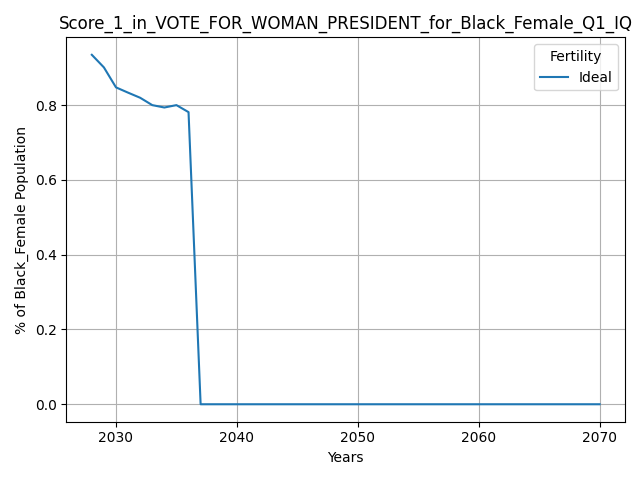 Score_1_in_VOTE_FOR_WOMAN_PRESIDENT_for_Black_Female_Q1_IQ
Fertility
Ideal
% of Black_Female Population
0.8
0.6
0.4
0.2
0.0
2030 2040 2050 2060 2070
Years